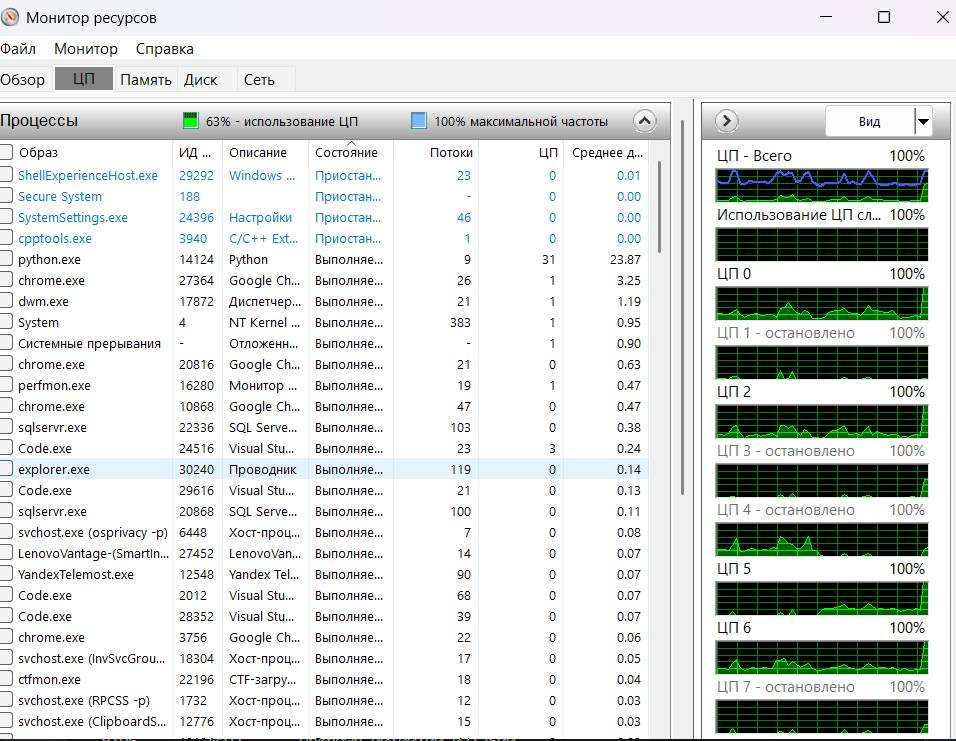 Монитор ресурсов
Файл Монитор Справка
Обзор ЦП Память Диск Сеть
Процессы 63% - использование ЦП 100% максимальной частоты
Образ ИД ... Описание Состояние Потоки ЦП Среднее д...
ShellExperienceHost.exe 29292 Windows ... Приостан... 23 0 0.01
Secure System 188 Приостан... - 0 0.00
SystemSettings.exe 24396 Настройки Приостан... 46 0 0.00
cpptools.exe 3940 C/C++ Ext... Приостан... 1 0 0.00
python.exe 14124 Python Выполняе... 9 31 23.87
chrome.exe 27364 Google Ch... Выполняе... 26 1 3.25
dwm.exe 17872 Диспетчер... Выполняе... 21 1 1.19
System 4 NT Kernel ... Выполняе... 383 1 0.95
Системные прерывания - Отложенн... Выполняе... - 1 0.90
chrome.exe 20816 Google Ch... Выполняе... 21 0 0.63
perfmon.exe 16280 Монитор ... Выполняе... 19 1 0.47
chrome.exe 10868 Google Ch... Выполняе... 47 0 0.47
sqlservr.exe 22336 SQL Serve... Выполняе... 103 0 0.38
Code.exe 24516 Visual Stu... Выполняе... 23 3 0.24
explorer.exe 30240 Проводник Выполняе... 119 0 0.14
Code.exe 29616 Visual Stu... Выполняе... 21 0 0.13
sqlservr.exe 20868 SQL Serve... Выполняе... 100 0 0.11
svchost.exe (osprivacy -p) 6448 Хост-проц... Выполняе... 7 0 0.08
LenovoVantage-(SmartIn... 27452 LenovoVan... Выполняе... 14 0 0.07
YandexTelemost.exe 12548 Yandex Tel... Выполняе... 90 0 0.07
Code.exe 2012 Visual Stu... Выполняе... 68 0 0.07
Code.exe 28352 Visual Stu... Выполняе... 39 0 0.07
chrome.exe 3756 Google Ch... Выполняе... 22 0 0.06
svchost.exe (InvSvcGrou... 18304 Хост-проц... Выполняе... 17 0 0.05
ctfmon.exe 22196 CTF-загру... Выполняе... 18 0 0.04
svchost.exe (RPCSS -p) 1732 Хост-проц... Выполняе... 12 0 0.03
svchost.exe (ClipboardS... 12776 Хост-проц... Выполняе... 15 0 0.03
Вид
ЦП - Всего 100%
Использование ЦП сл... 100%
ЦП 0 100%
ЦП 1 - остановлено 100%
ЦП 2 100%
ЦП 3 - остановлено 100%
ЦП 4 - остановлено 100%
ЦП 5 100%
ЦП 6 100%
ЦП 7 - остановлено 100%